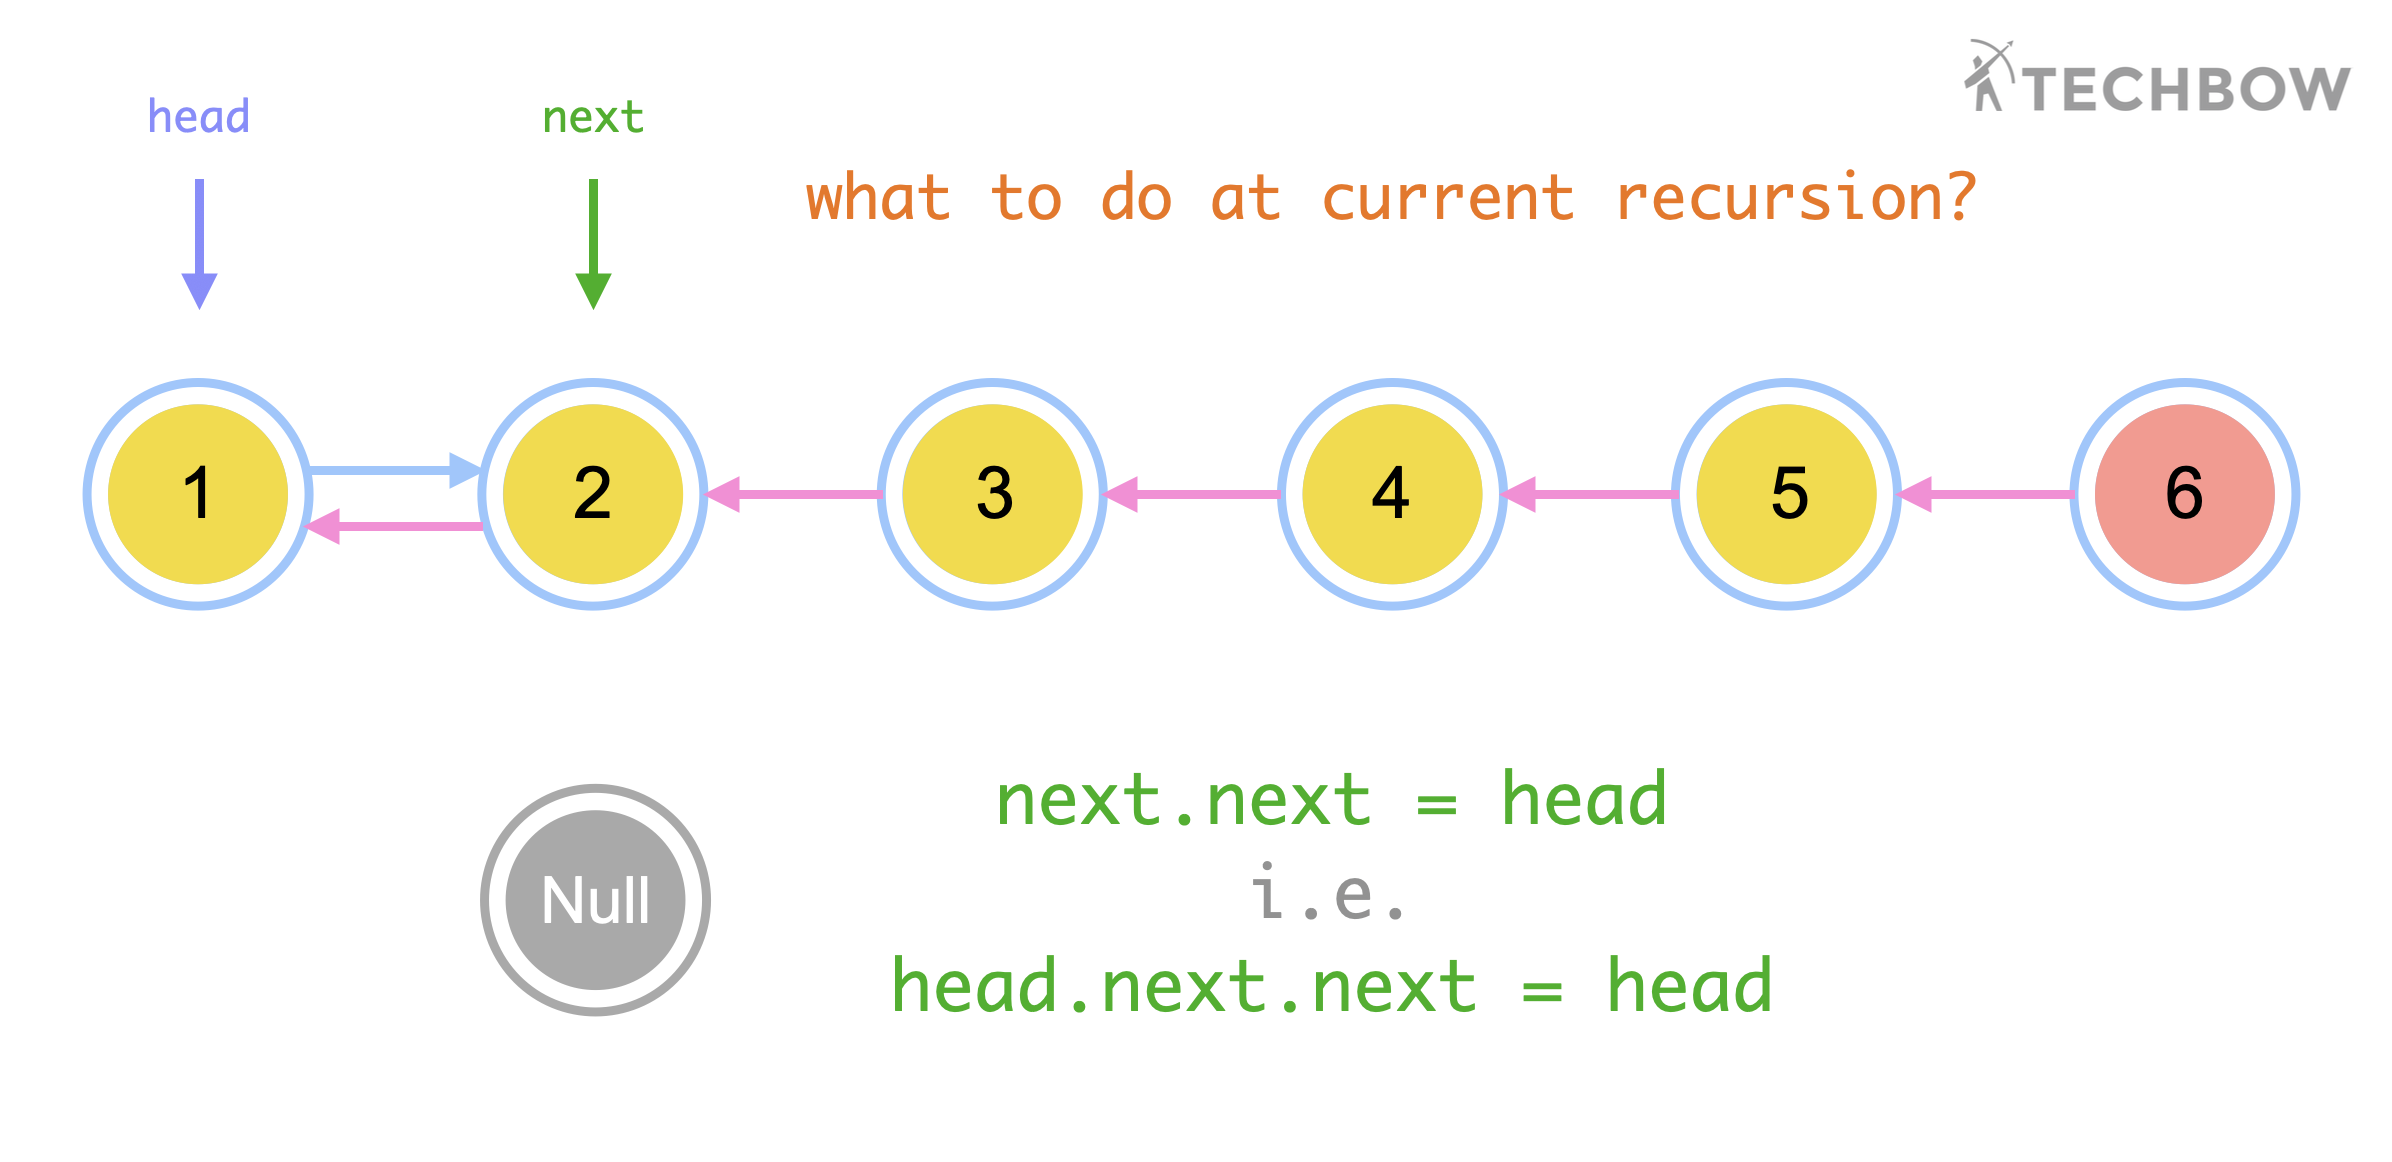 TECHBOW
head
next
what to do at current recursion?
1
2
3
4
5
6
Null
next.next = head
i.e.
head.next.next = head